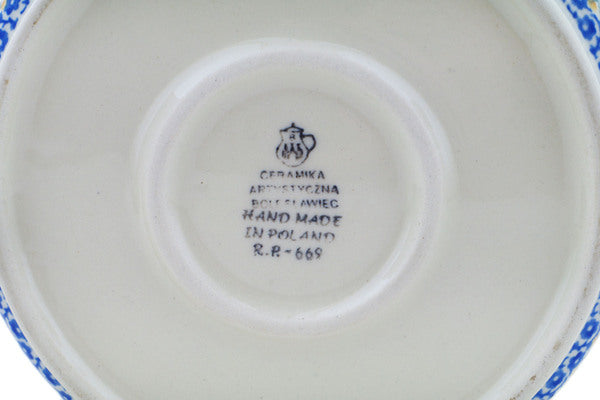 CERAMIKA
ARTYSTYCZNA
BOLESŁAWIEC
HAND MADE
IN POLAND
R.P.-669